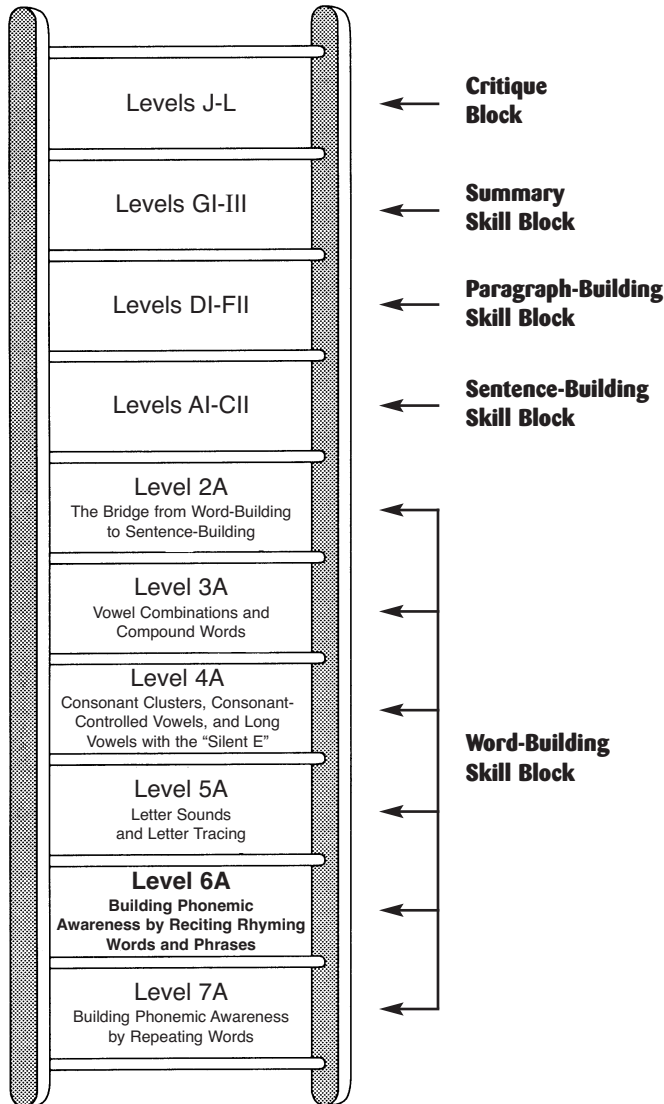 Levels J-L
Critique
Block
Levels GI-III
Summary
Skill Block
Levels DI-FII
Paragraph-Building
Skill Block
Levels AI-CII
Sentence-Building
Skill Block
Level 2A
The Bridge from Word-Building
to Sentence-Building
Level 3A
Vowel Combinations and
Compound Words
Level 4A
Consonant Clusters, Consonant-
Controlled Vowels, and Long
Vowels with the “Silent E”
Level 5A
Letter Sounds
and Letter Tracing
Level 6A
Building Phonemic
Awareness by Reciting Rhyming
Words and Phrases
Level 7A
Building Phonemic Awareness
by Repeating Words
Word-Building
Skill Block